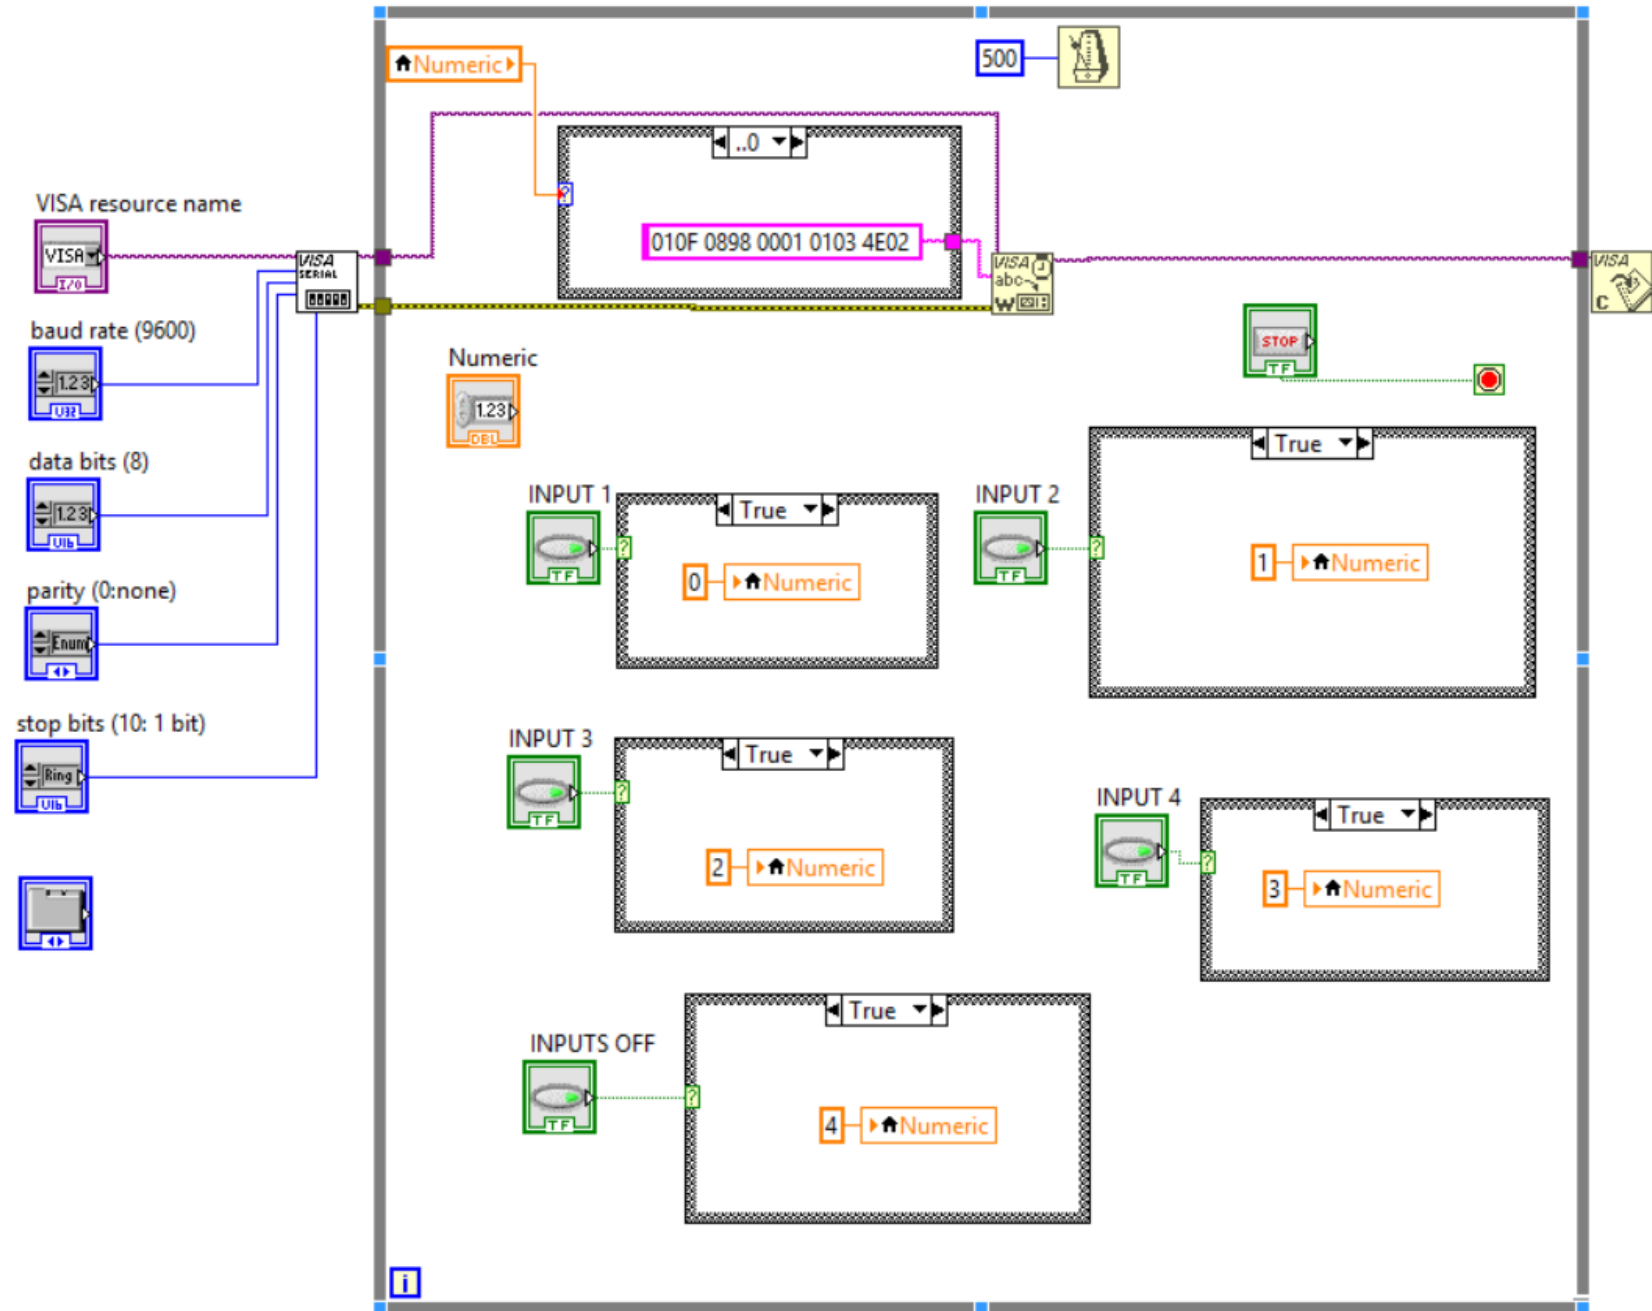 Numeric
500
..0
?
VISA resource name
VISA
I/O
VISA
SERIAL
010F 0898 0001 0103 4E02
VISA
abc
W
VISA
C
baud rate (9600)
1.23
U32
STOP
TF
Numeric
1.23
DBL
data bits (8)
1.23
U16
True
INPUT 1
TF
?
True
0
Numeric
INPUT 2
TF
?
1
Numeric
parity (0:none)
Enum
stop bits (10: 1 bit)
Ring
U16
INPUT 3
TF
?
True
2
Numeric
INPUT 4
TF
?
True
3
Numeric
INPUTS OFF
TF
?
True
4
Numeric
i